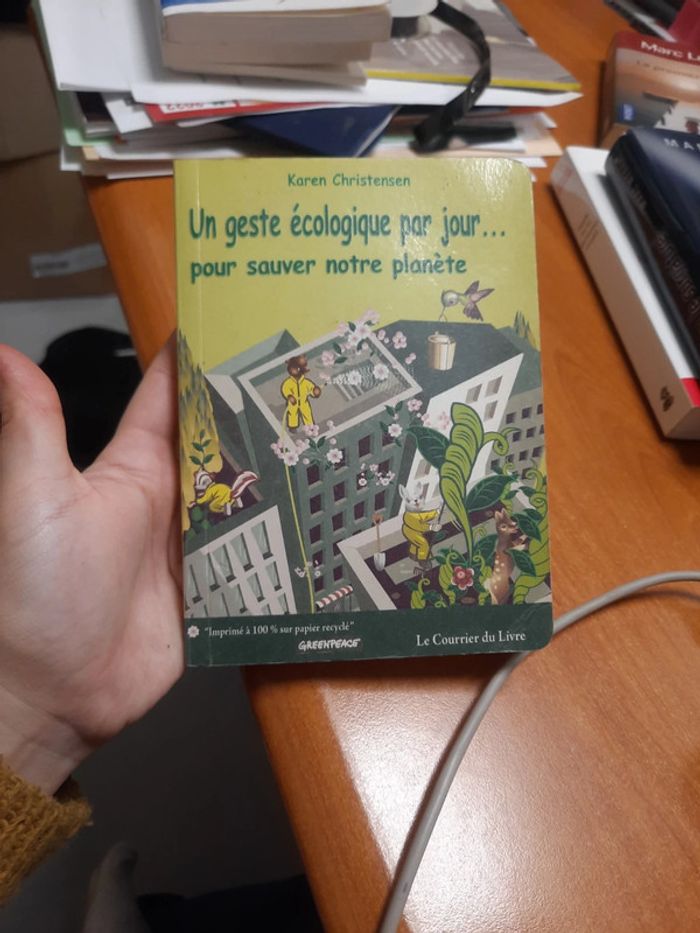 Karen Christensen
Un geste écologique par jour...
pour sauver notre planète
"Imprimé à 100 % sur papier recyclé"
GREENPEACE
Le Courrier du Livre
Marc
MA